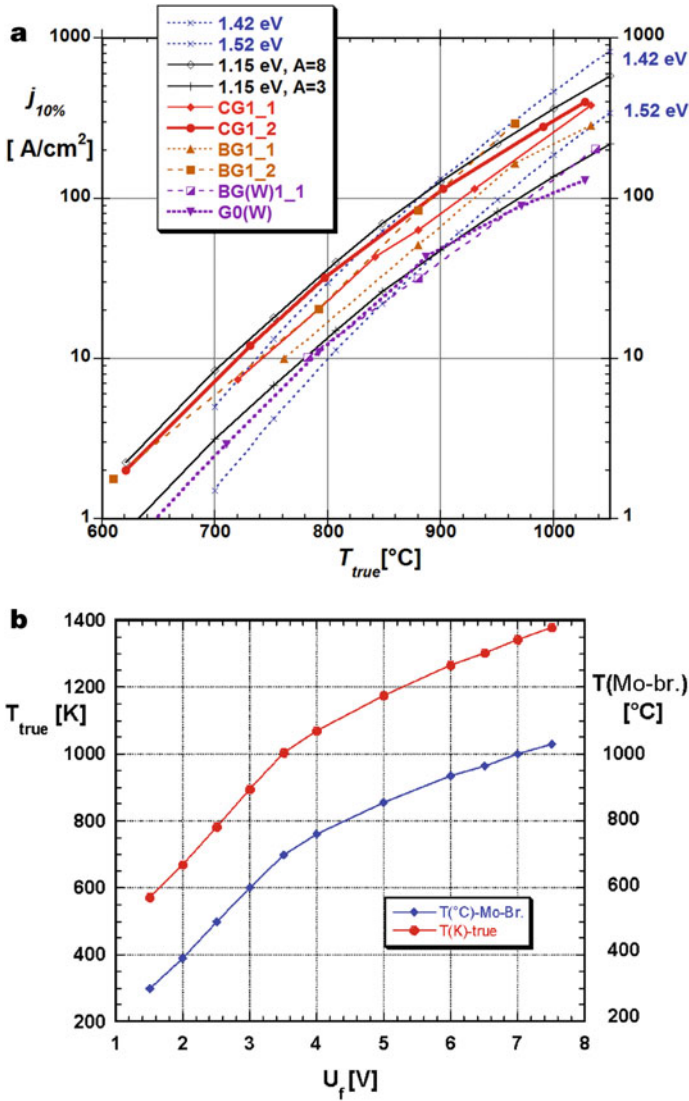 a
1.42 eV
1.52 eV
1.15 eV, A=8
1.15 eV, A=3
CG1_1
CG1_2
BG1_1
BG1_2
BG(W)1_1
G0(W)
j10%
[ A/cm²]
1000
100
10
1
1000
100
10
1
1.42 eV
1.52 eV
600
700
800
900
1000
Ttrue[°C]
b
Ttrue
[K]
1400
1200
1000
800
600
400
200
T(Mo-br.)
[°C]
1000
800
600
400
200
T(°C)-Mo-Br.
T(K)-true
1
2
3
4
5
6
7
8
Uf [V]